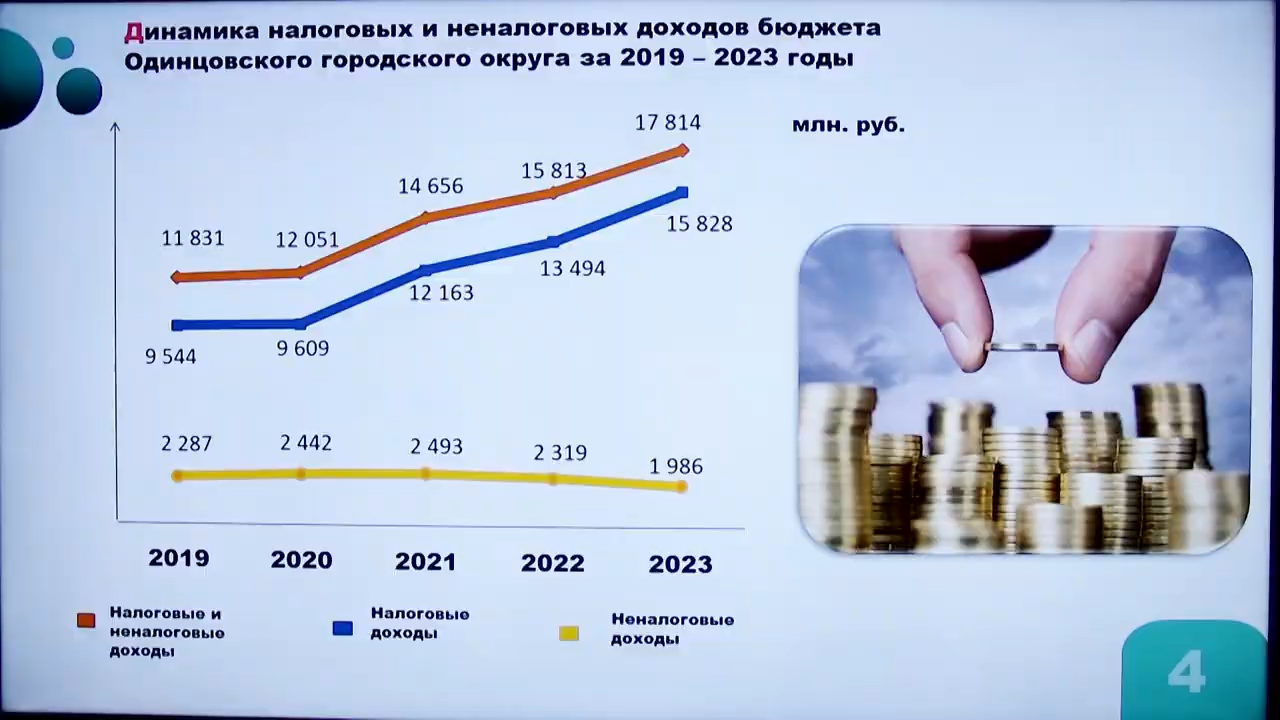 Динамика налоговых и неналоговых доходов бюджета
Одинцовского городского округа за 2019 – 2023 годы
млн. руб.
17 814
15 813
14 656
11 831
12 051
15 828
13 494
12 163
9 544
9 609
2 287
2 442
2 493
2 319
1 986
2019
2020
2021
2022
2023
Налоговые и
неналоговые
доходы
Налоговые
доходы
Неналоговые
доходы
4